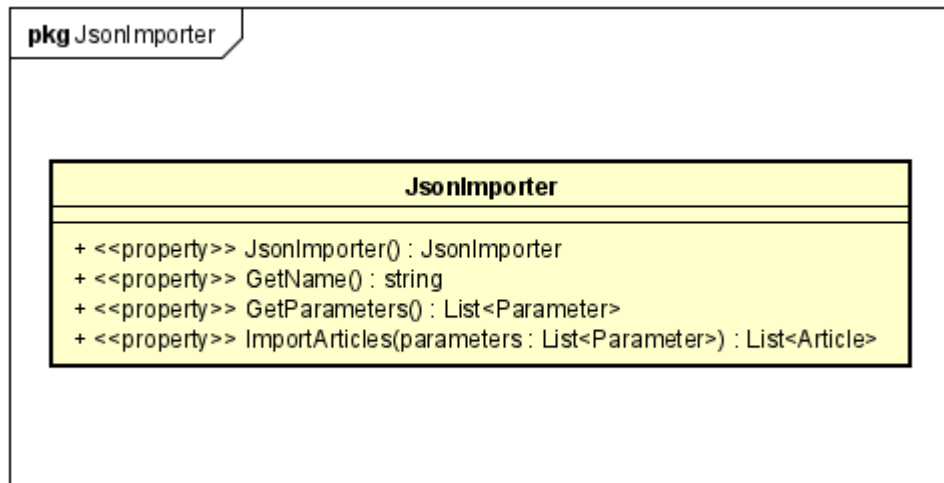 pkg JsonImporter
JsonImporter
+ <<property>> JsonImporter() : JsonImporter
+ <<property>> GetName() : string
+ <<property>> GetParameters() : List<Parameter>
+ <<property>> ImportArticles(parameters : List<Parameter>) : List<Article>